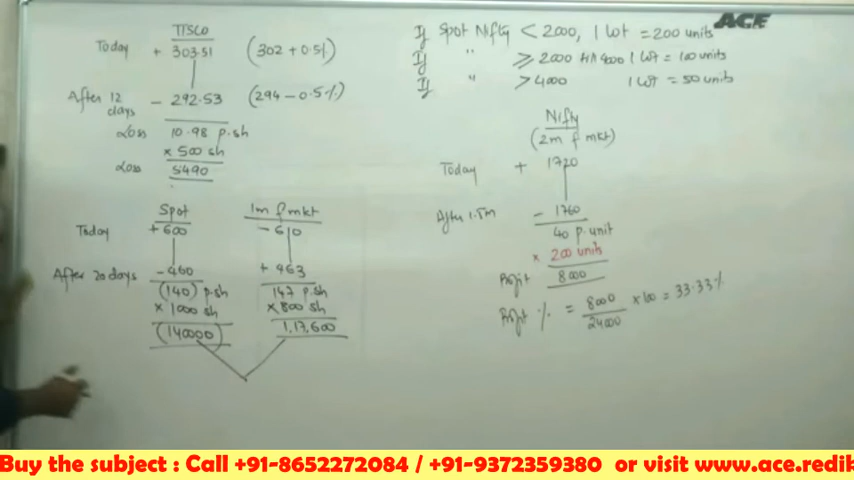 TISCO
Today + 303.51 (302 + 0.5%)
After 12 days - 292.53 (294 - 0.5%)
Loss 10.98 p.sh
x 500 sh
Loss 5490
Spot 1m f mkt
Today +600 - 610
After 20 days - 460 + 463
(140) p.sh 147 p.sh
x 1000 sh x 800 sh
(140000) 1,17,600
ACE
If Spot Nifty < 2000, 1 lot = 200 units
If " ≥ 2000 4000 1 lot = 100 units
If " > 4000 1 lot = 50 units
Nifty
(2m f mkt)
Today + 1720
After 1.5m - 1760
40 p.unit
x 200 units
Profit 8000
Profit % = 8000/24000 x 100 = 33.33%
Buy the subject : Call +91-8652272084 / +91-9372359380 or visit www.ace.redik